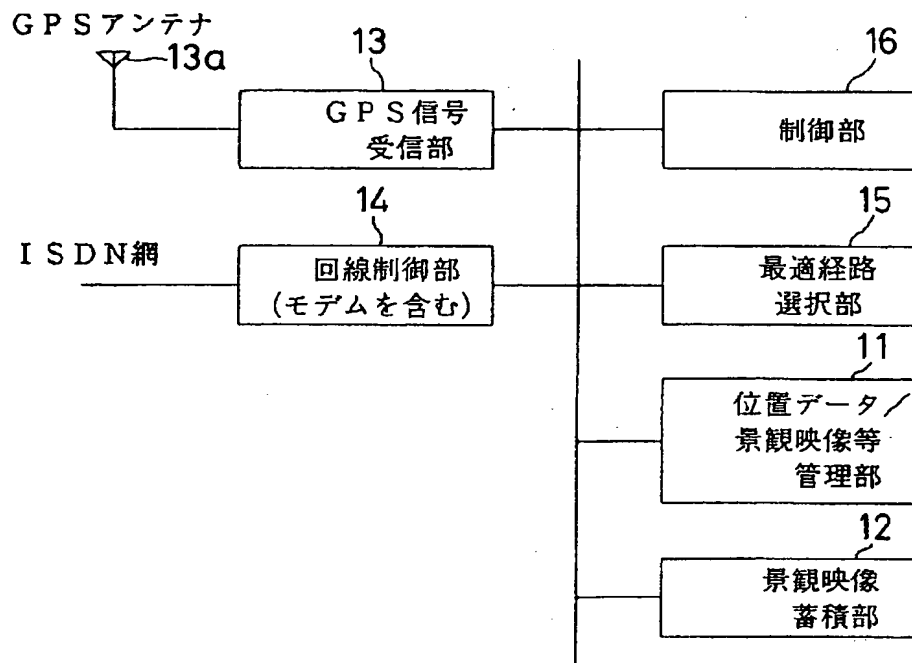 GPSアンテナ
13a
13
GPS信号
受信部
16
制御部
ISDN網
14
回線制御部
(モデムを含む)
15
最適経路
選択部
11
位置データ/
景観映像等
管理部
12
景観映像
蓄積部